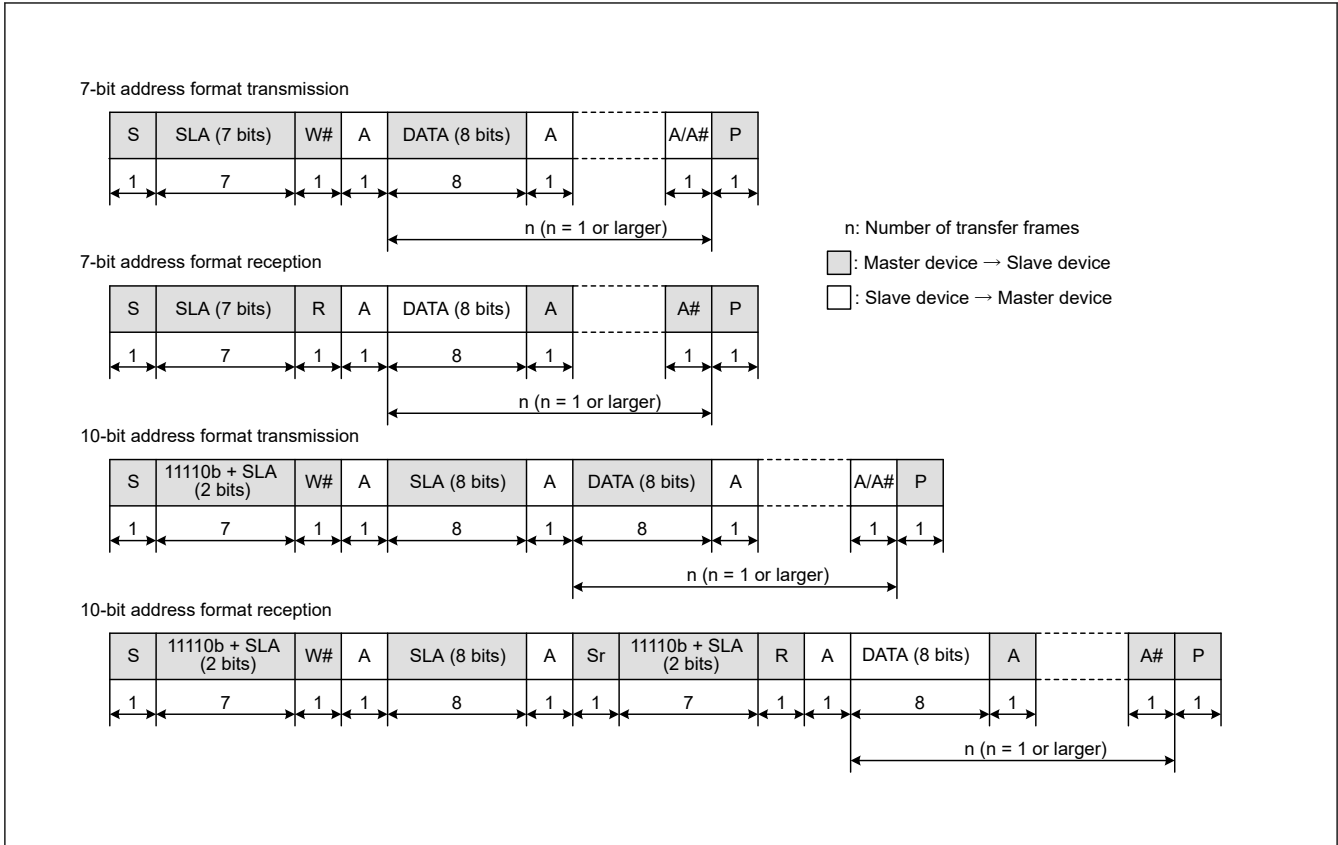 7-bit address format transmission
S SLA (7 bits) W# A DATA (8 bits) A A/A# P
1 7 1 1 8 1 1 1
n (n = 1 or larger)
n: Number of transfer frames
: Master device → Slave device
: Slave device → Master device
7-bit address format reception
S SLA (7 bits) R A DATA (8 bits) A A# P
1 7 1 1 8 1 1 1
n (n = 1 or larger)
10-bit address format transmission
S 11110b + SLA (2 bits) W# A SLA (8 bits) A DATA (8 bits) A A/A# P
1 7 1 1 8 1 8 1 1 1
n (n = 1 or larger)
10-bit address format reception
S 11110b + SLA (2 bits) W# A SLA (8 bits) A Sr 11110b + SLA (2 bits) R A DATA (8 bits) A A# P
1 7 1 1 8 1 1 7 1 1 8 1 1 1
n (n = 1 or larger)